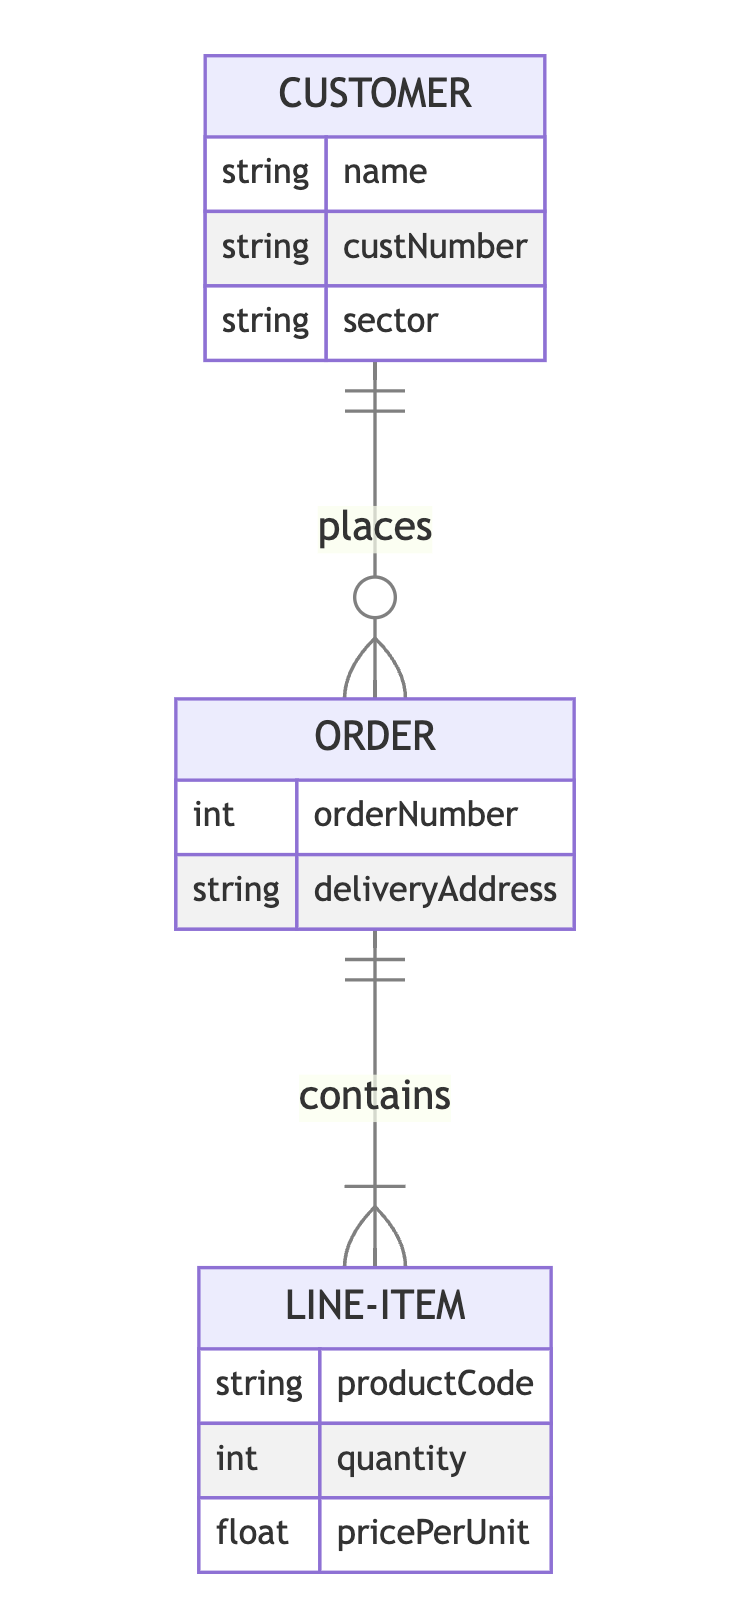 CUSTOMER
string name
string custNumber
string sector
places
ORDER
int orderNumber
string deliveryAddress
contains
LINE-ITEM
string productCode
int quantity
float pricePerUnit